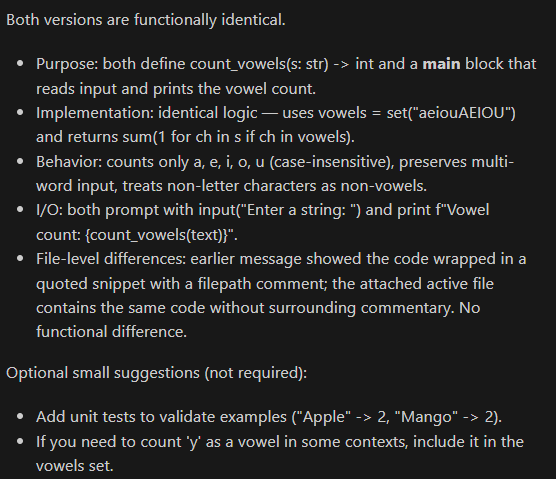 Both versions are functionally identical.
Purpose: both define count_vowels(s: str) -> int and a main block that
reads input and prints the vowel count.
Implementation: identical logic — uses vowels = set("aeiouAEIOU")
and returns sum(1 for ch in s if ch in vowels).
Behavior: counts only a, e, i, o, u (case-insensitive), preserves multi-
word input, treats non-letter characters as non-vowels.
I/O: both prompt with input("Enter a string: ") and print f"Vowel
count: {count_vowels(text)}".
File-level differences: earlier message showed the code wrapped in a
quoted snippet with a filepath comment; the attached active file
contains the same code without surrounding commentary. No
functional difference.
Optional small suggestions (not required):
Add unit tests to validate examples ("Apple" -> 2, "Mango" -> 2).
If you need to count 'y' as a vowel in some contexts, include it in the
vowels set.